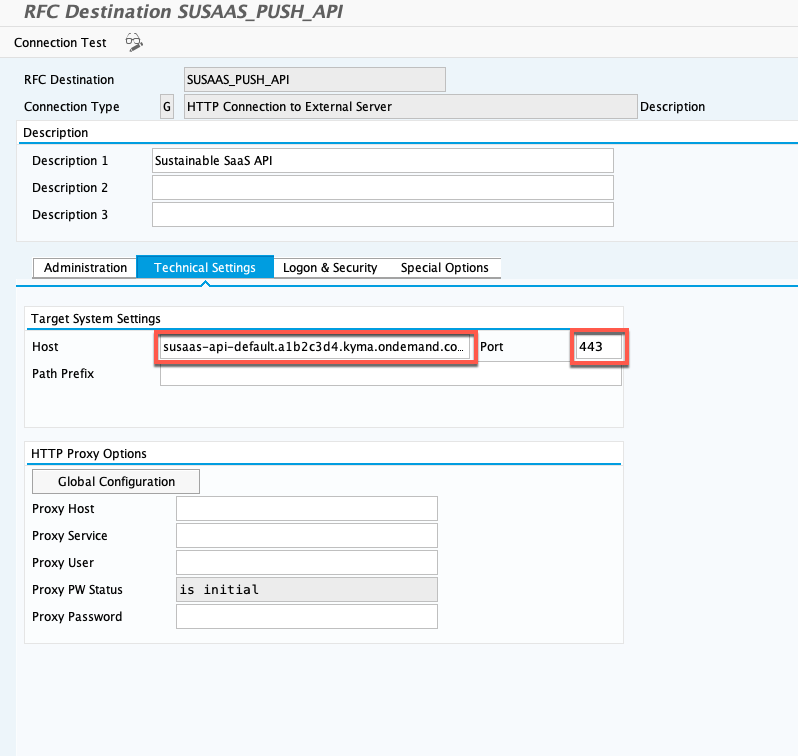 RFC Destination SUSAAS_PUSH_API
Connection Test
RFC Destination SUSAAS_PUSH_API
Connection Type G HTTP Connection to External Server Description
Description
Description 1 Sustainable SaaS API
Description 2
Description 3
Administration Technical Settings Logon & Security Special Options
Target System Settings
Host susaas-api-default.a1b2c3d4.kyma.ondemand.co... Port 443
Path Prefix
HTTP Proxy Options
Global Configuration
Proxy Host
Proxy Service
Proxy User
Proxy PW Status is initial
Proxy Password